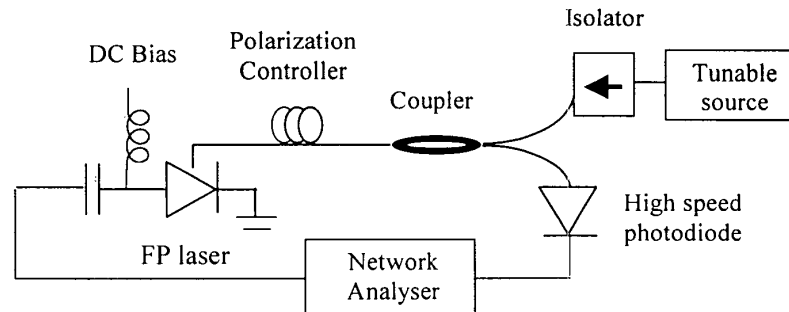 Isolator
Polarization
Controller
DC Bias
Coupler
Tunable
source
High speed
photodiode
FP laser
Network
Analyser